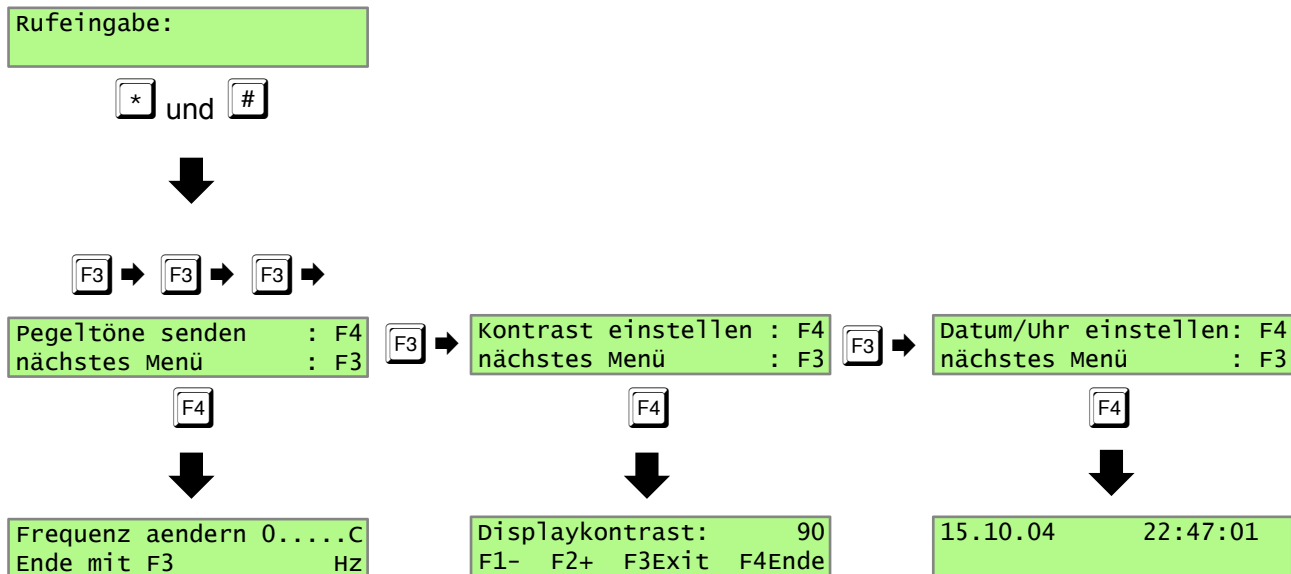 Rufeingabe:
* und #
F3 F3 F3
Pegeltöne senden : F4
nächstes Menü : F3
F3
Kontrast einstellen : F4
nächstes Menü : F3
F3
Datum/Uhr einstellen: F4
nächstes Menü : F3
F4
F4
F4
Frequenz aendern 0.....C
Ende mit F3 Hz
Displaykontrast: 90
F1- F2+ F3Exit F4Ende
15.10.04 22:47:01